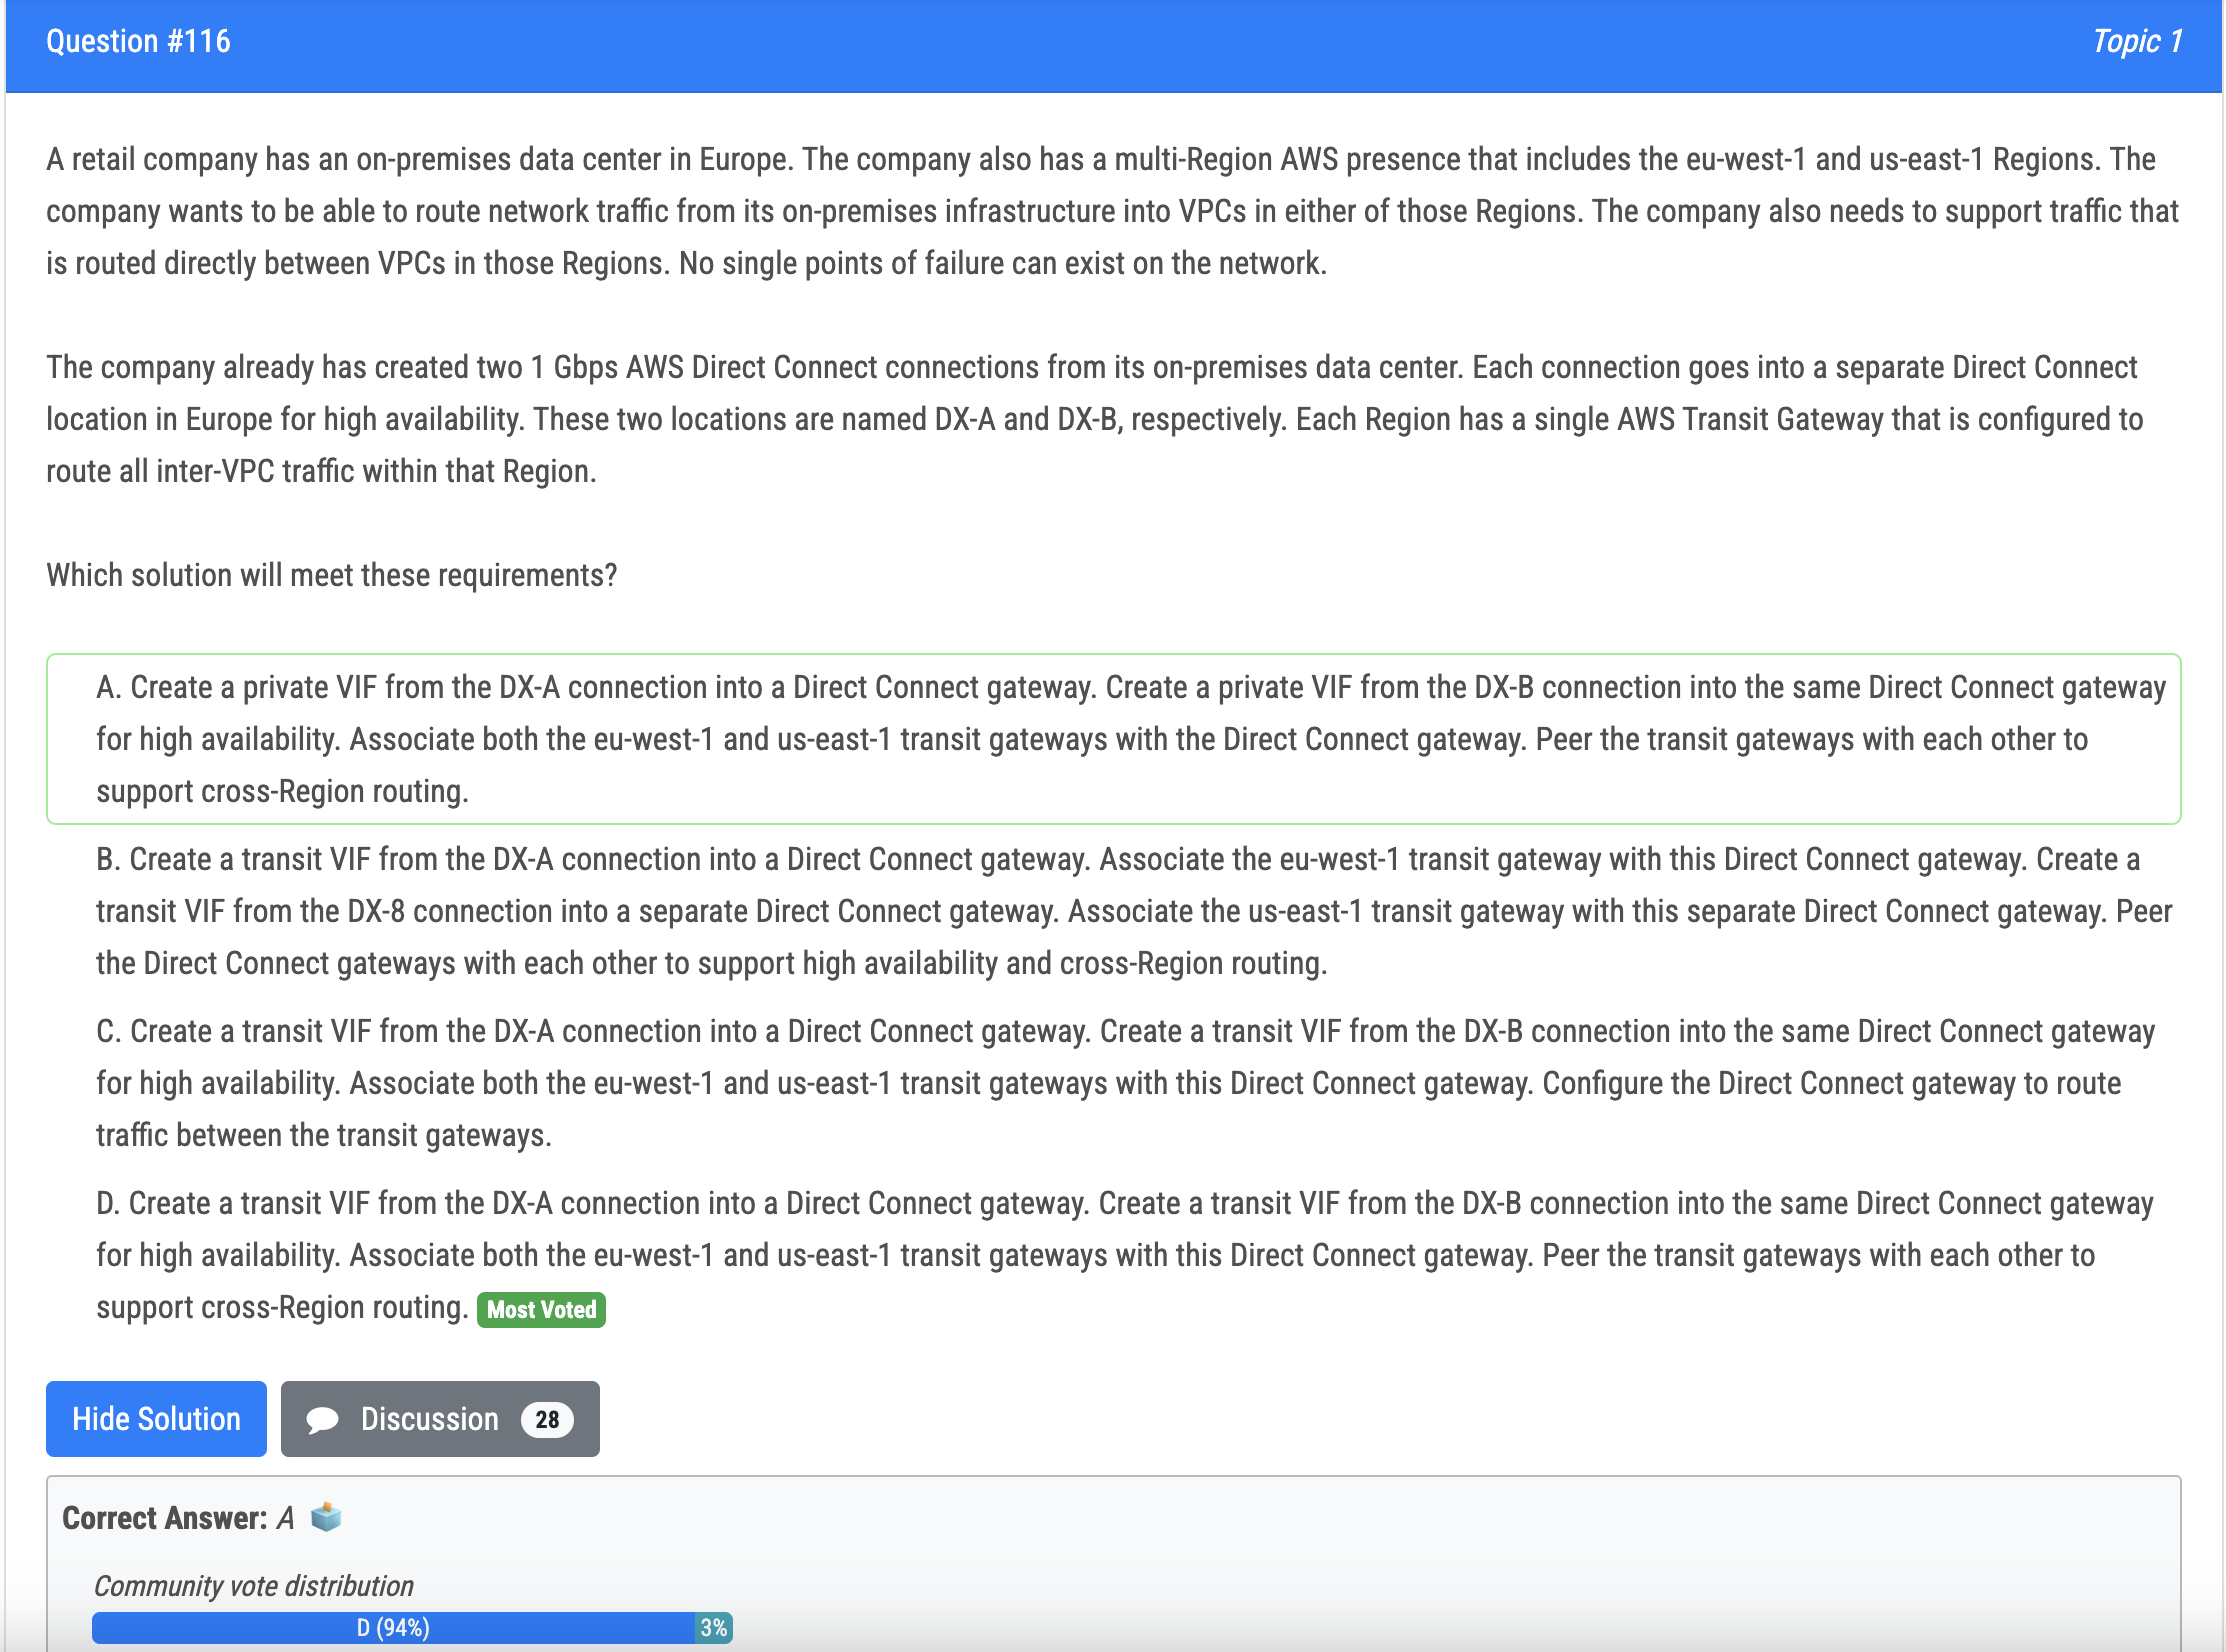 Question #116
Topic 1
A retail company has an on-premises data center in Europe. The company also has a multi-Region AWS presence that includes the eu-west-1 and us-east-1 Regions. The
company wants to be able to route network traffic from its on-premises infrastructure into VPCs in either of those Regions. The company also needs to support traffic that
is routed directly between VPCs in those Regions. No single points of failure can exist on the network.
The company already has created two 1 Gbps AWS Direct Connect connections from its on-premises data center. Each connection goes into a separate Direct Connect
location in Europe for high availability. These two locations are named DX-A and DX-B, respectively. Each Region has a single AWS Transit Gateway that is configured to
route all inter-VPC traffic within that Region.
Which solution will meet these requirements?
A. Create a private VIF from the DX-A connection into a Direct Connect gateway. Create a private VIF from the DX-B connection into the same Direct Connect gateway
for high availability. Associate both the eu-west-1 and us-east-1 transit gateways with the Direct Connect gateway. Peer the transit gateways with each other to
support cross-Region routing.
B. Create a transit VIF from the DX-A connection into a Direct Connect gateway. Associate the eu-west-1 transit gateway with this Direct Connect gateway. Create a
transit VIF from the DX-8 connection into a separate Direct Connect gateway. Associate the us-east-1 transit gateway with this separate Direct Connect gateway. Peer
the Direct Connect gateways with each other to support high availability and cross-Region routing.
C. Create a transit VIF from the DX-A connection into a Direct Connect gateway. Create a transit VIF from the DX-B connection into the same Direct Connect gateway
for high availability. Associate both the eu-west-1 and us-east-1 transit gateways with this Direct Connect gateway. Configure the Direct Connect gateway to route
traffic between the transit gateways.
D. Create a transit VIF from the DX-A connection into a Direct Connect gateway. Create a transit VIF from the DX-B connection into the same Direct Connect gateway
for high availability. Associate both the eu-west-1 and us-east-1 transit gateways with this Direct Connect gateway. Peer the transit gateways with each other to
support cross-Region routing. Most Voted
Hide Solution
Discussion 28
Correct Answer: A
Community vote distribution
D (94%) 3%